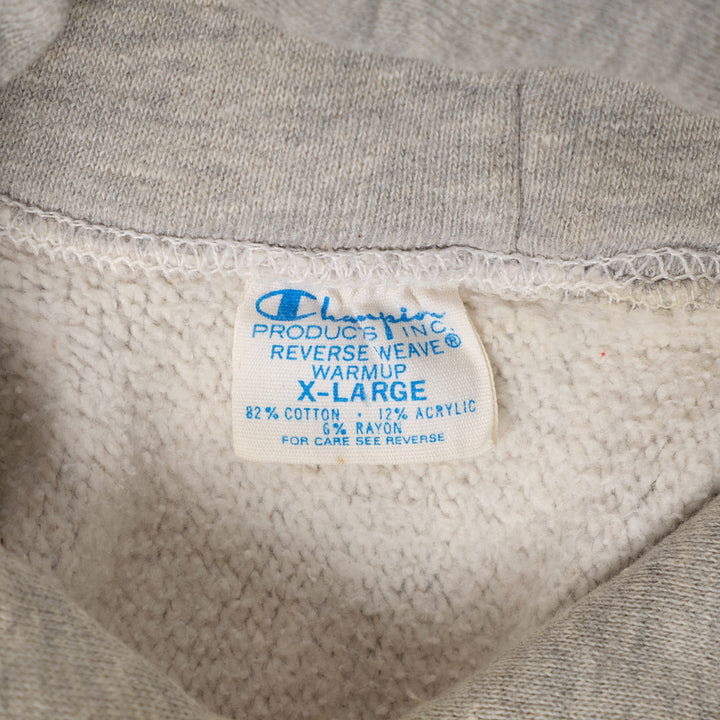 Champion
PRODUCTS INC.
REVERSE WEAVE®
WARMUP
X-LARGE
82% COTTON · 12% ACRYLIC
6% RAYON
FOR CARE SEE REVERSE